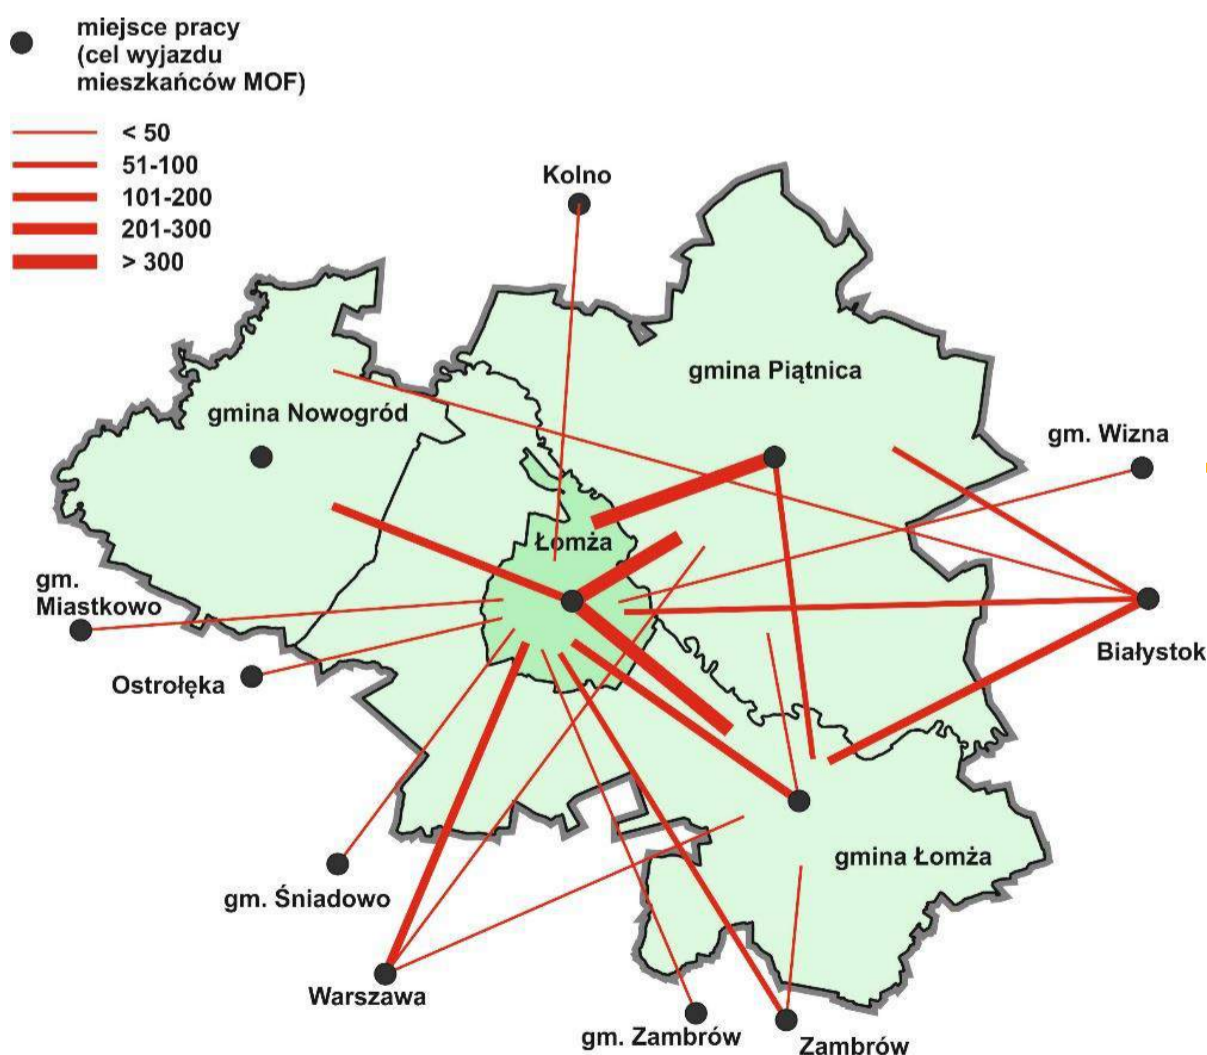 miejsce pracy
(cel wyjazdu
mieszkańców MOF)
< 50
51-100
101-200
201-300
> 300
Kolno
gmina Piątnica
gmina Nowogród
gm. Wizna
Łomża
gm.
Miastkowo
Białystok
Ostrołęka
gmina Łomża
gm. Śniadowo
Warszawa
gm. Zambrów
Zambrów